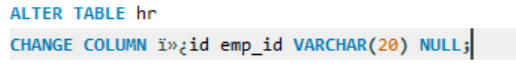 ALTER TABLE hr
CHANGE COLUMN ï»¿id emp_id VARCHAR(20) NULL;